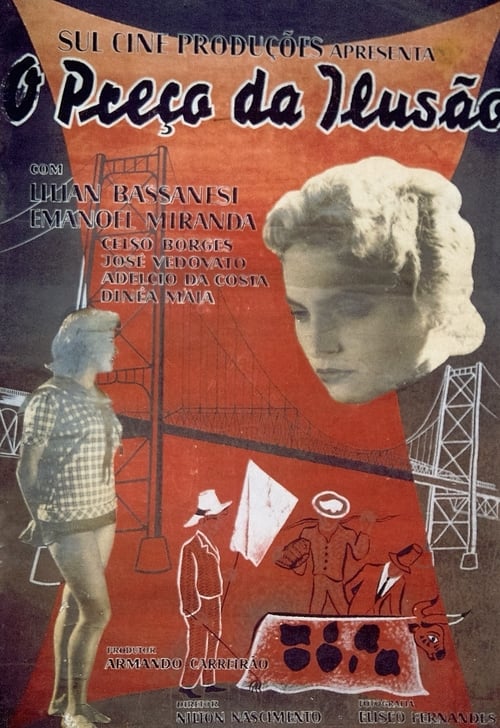 SUL CINE PRODUÇÕES APRESENTA
O Preço da Ilusão
COM
LILIAN BASSANESI
EMANOEL MIRANDA
CELSO BORGES
JOSÉ VEDOVATO
ADELCIO DA COSTA
DINÉA MAIA
PRODUTOR
ARMANDO CARREIRÃO
DIRETOR
NILTON NASCIMENTO
FOTOGRAFIA
ELISEO FERNANDES